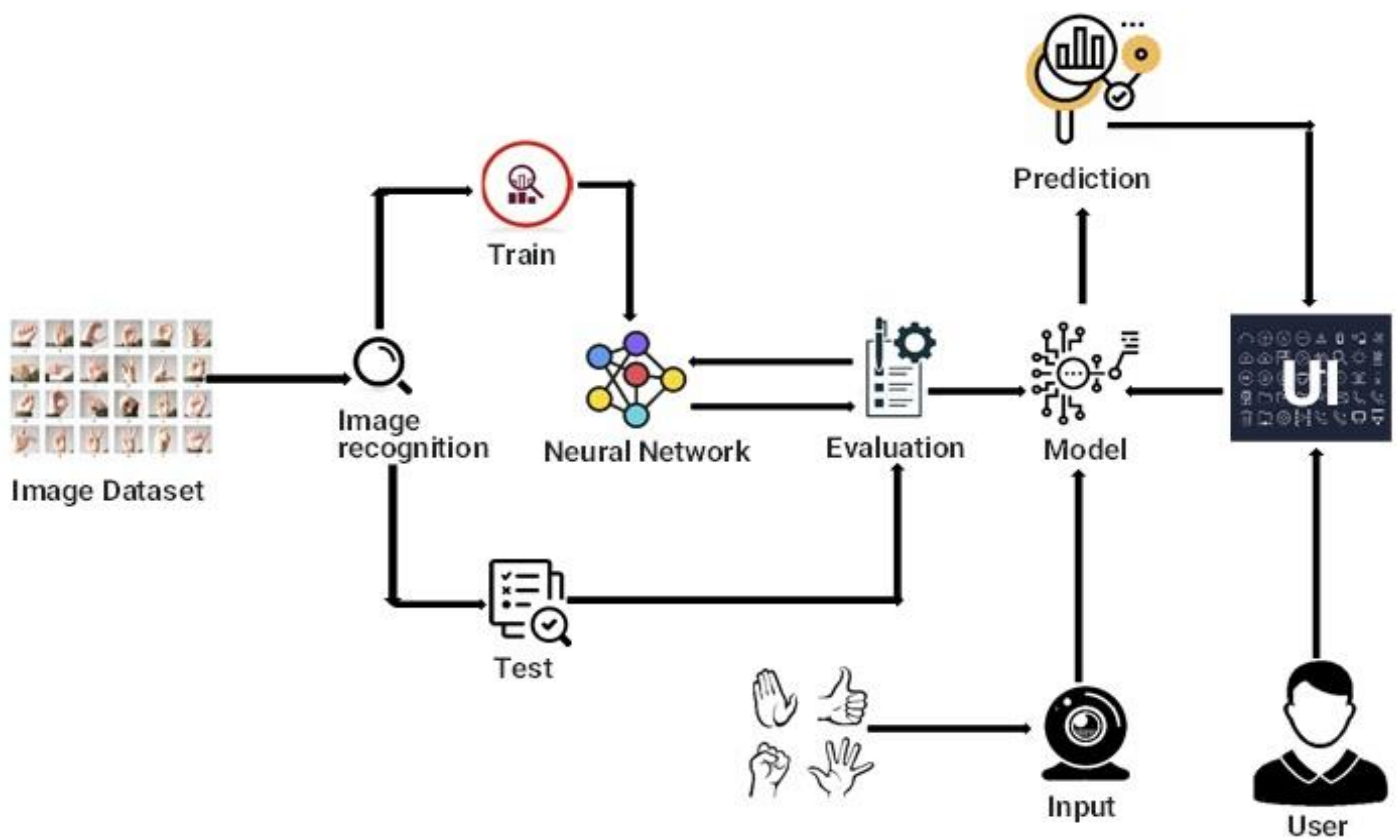 Prediction
Train
UI
Image
recognition
Neural Network
Evaluation
Model
Image Dataset
Test
Input
User